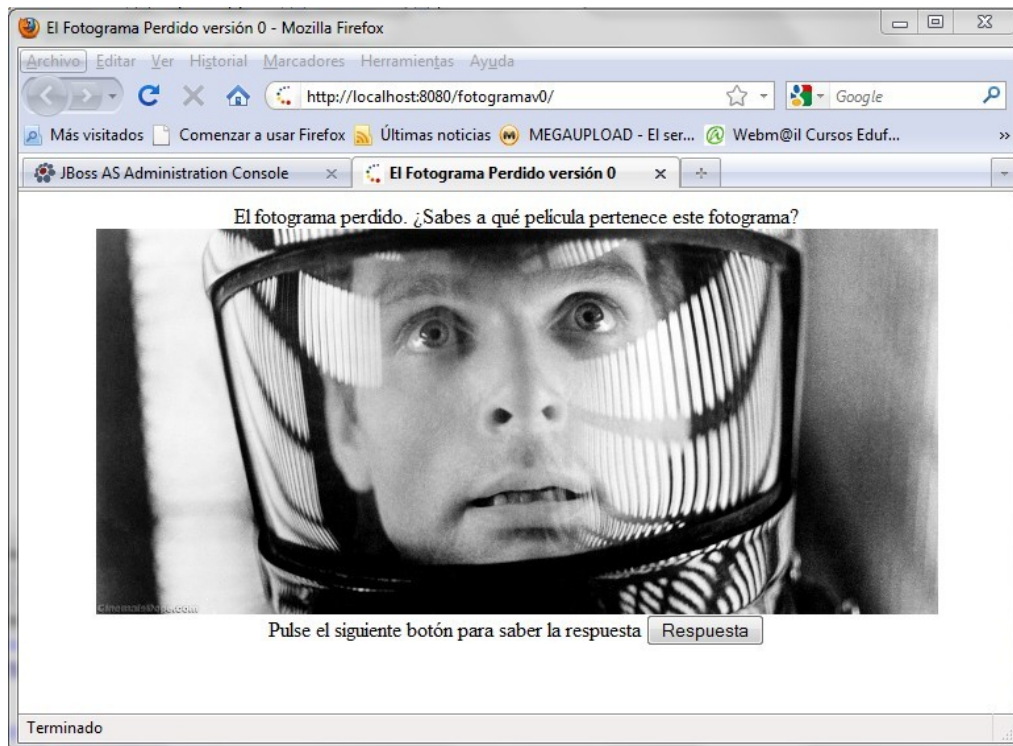 El Fotograma Perdido versión 0 - Mozilla Firefox
Archivo Editar Ver Historial Marcadores Herramientas Ayuda
http://localhost:8080/fotogramav0/ Google
Más visitados Comenzar a usar Firefox Últimas noticias MEGAUPLOAD - El ser... Webm@il Cursos Eduf... »
JBoss AS Administration Console El Fotograma Perdido versión 0
El fotograma perdido. ¿Sabes a qué película pertenece este fotograma?
Pulse el siguiente botón para saber la respuesta Respuesta
Terminado